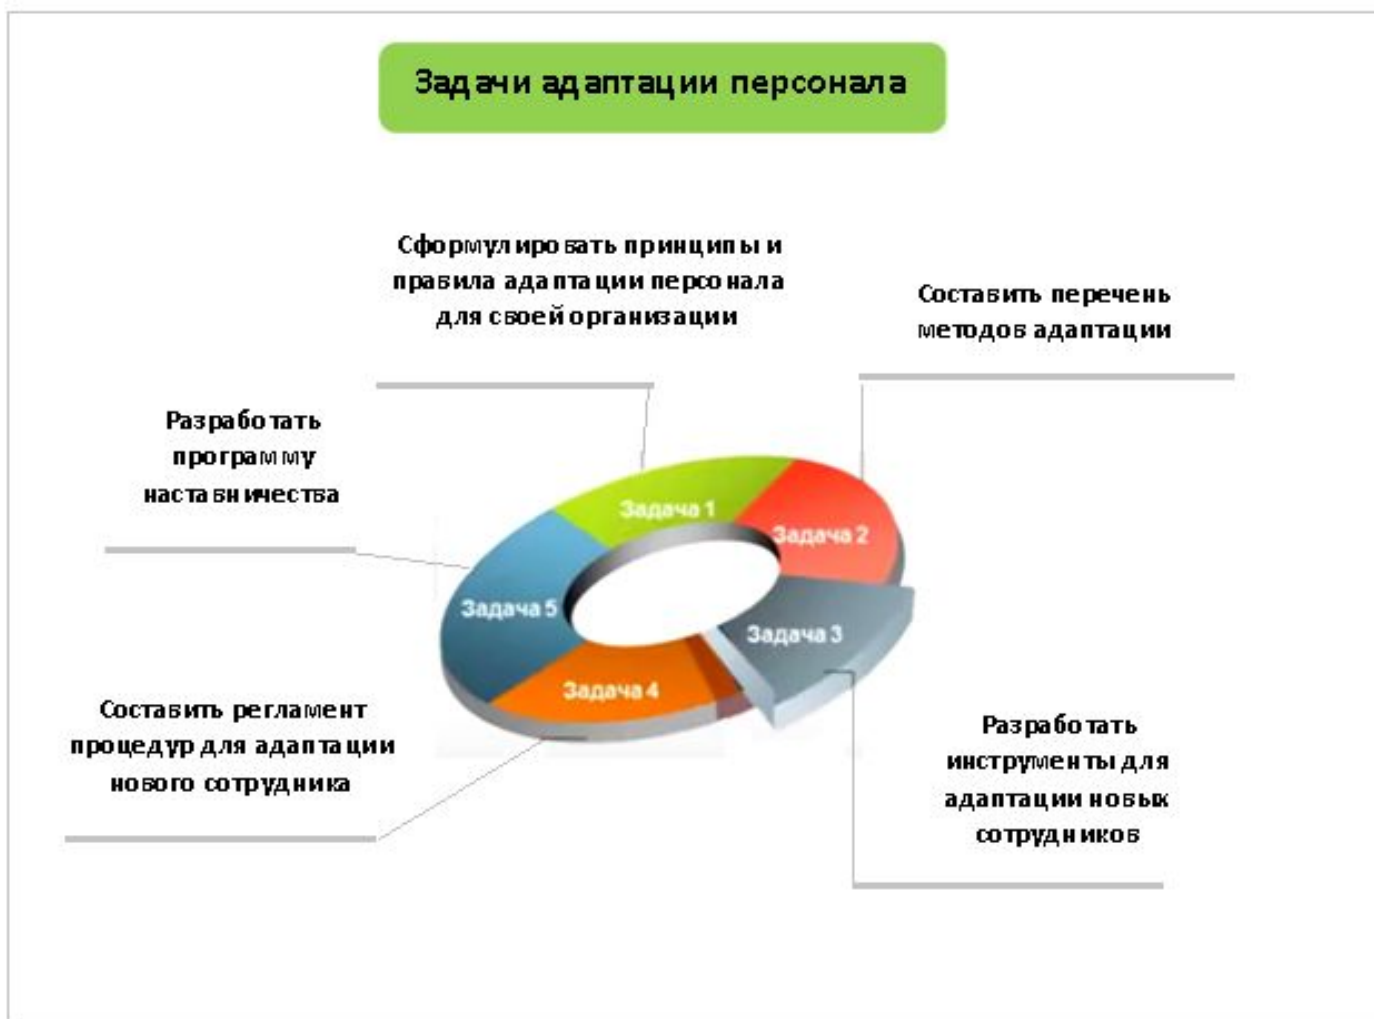 Задачи адаптации персонала
Сформулировать принципы и
правила адаптации персонала
для своей организации
Составить перечень
методов адаптации
Разработать
программу
наставничества
Задача 1
Задача 2
Задача 5
Задача 3
Задача 4
Составить регламент
процедур для адаптации
нового сотрудника
Разработать
инструменты для
адаптации новых
сотрудников